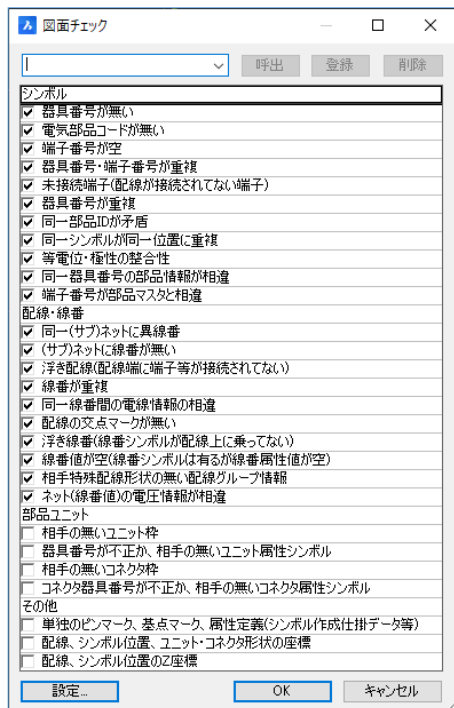 図面チェック
呼出 登録 削除
シンボル
器具番号が無い
電気部品コードが無い
端子番号が空
器具番号・端子番号が重複
未接続端子(配線が接続されてない端子)
器具番号が重複
同一部品IDが矛盾
同一シンボルが同一位置に重複
等電位・極性の整合性
同一器具番号の部品情報が相違
端子番号が部品マスタと相違
配線・線番
同一(サブ)ネットに異線番
(サブ)ネットに線番が無い
浮き配線(配線端に端子等が接続されてない)
線番が重複
同一線番間の電線情報の相違
配線の交点マークが無い
浮き線番(線番シンボルが配線上に乗ってない)
線番値が空(線番シンボルは有るが線番属性値が空)
相手特殊配線形状の無い配線グループ情報
ネット(線番値)の電圧情報が相違
部品ユニット
相手の無いユニット枠
器具番号が不正か、相手の無いユニット属性シンボル
相手の無いコネクタ枠
コネクタ器具番号が不正か、相手の無いコネクタ属性シンボル
その他
単独のピンマーク、基点マーク、属性定義(シンボル作成仕掛データ等)
配線、シンボル位置、ユニット・コネクタ形状の座標
配線、シンボル位置のZ座標
設定... OK キャンセル